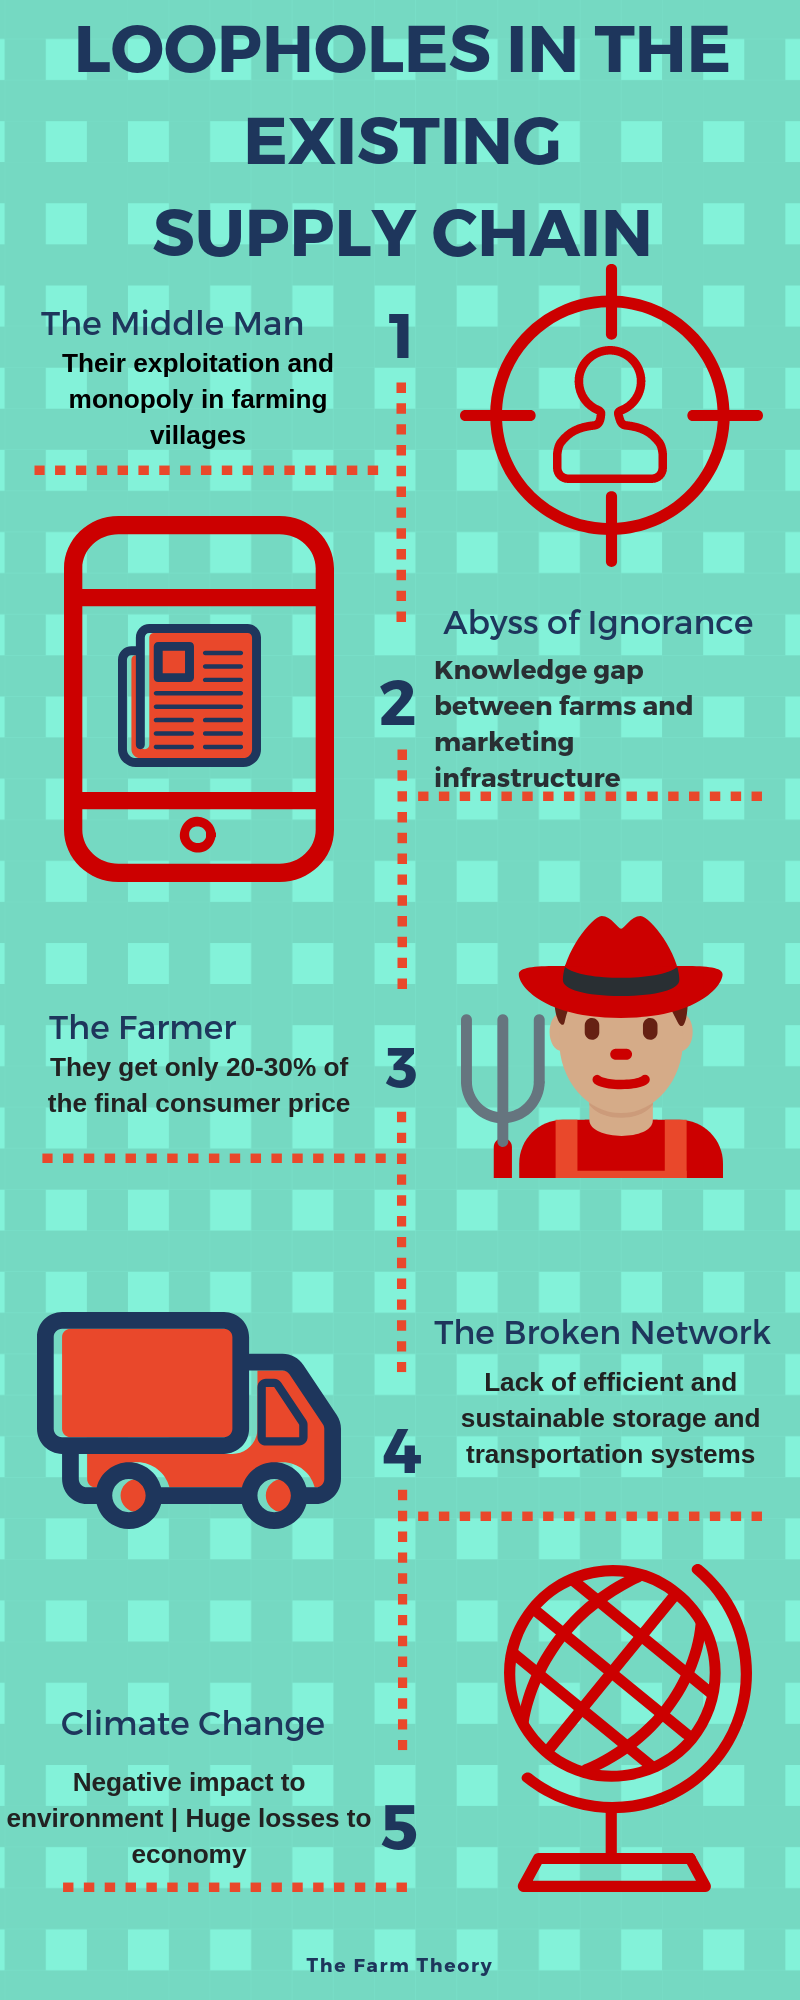 LOOPHOLES IN THE
EXISTING
SUPPLY CHAIN
The Middle Man
Their exploitation and
monopoly in farming
villages
1
Abyss of Ignorance
Knowledge gap
between farms and
marketing
infrastructure
2
The Farmer
They get only 20-30% of
the final consumer price
3
The Broken Network
Lack of efficient and
sustainable storage and
transportation systems
4
Climate Change
Negative impact to
environment | Huge losses to
economy
5
The Farm Theory